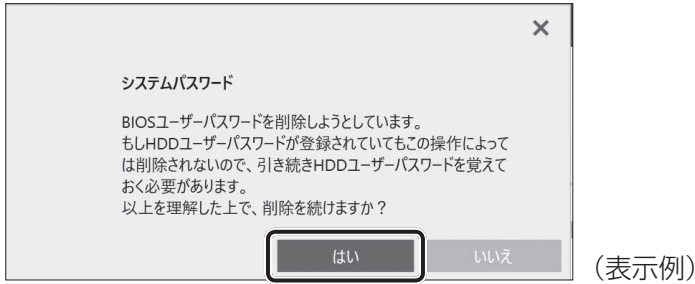 ×
システムパスワード
BIOSユーザーパスワードを削除しようとしています。
もしHDDユーザーパスワードが登録されていてもこの操作によって
は削除されないので、引き続きHDDユーザーパスワードを覚えて
おく必要があります。
以上を理解した上で、削除を続けますか？
はい いいえ
（表示例）